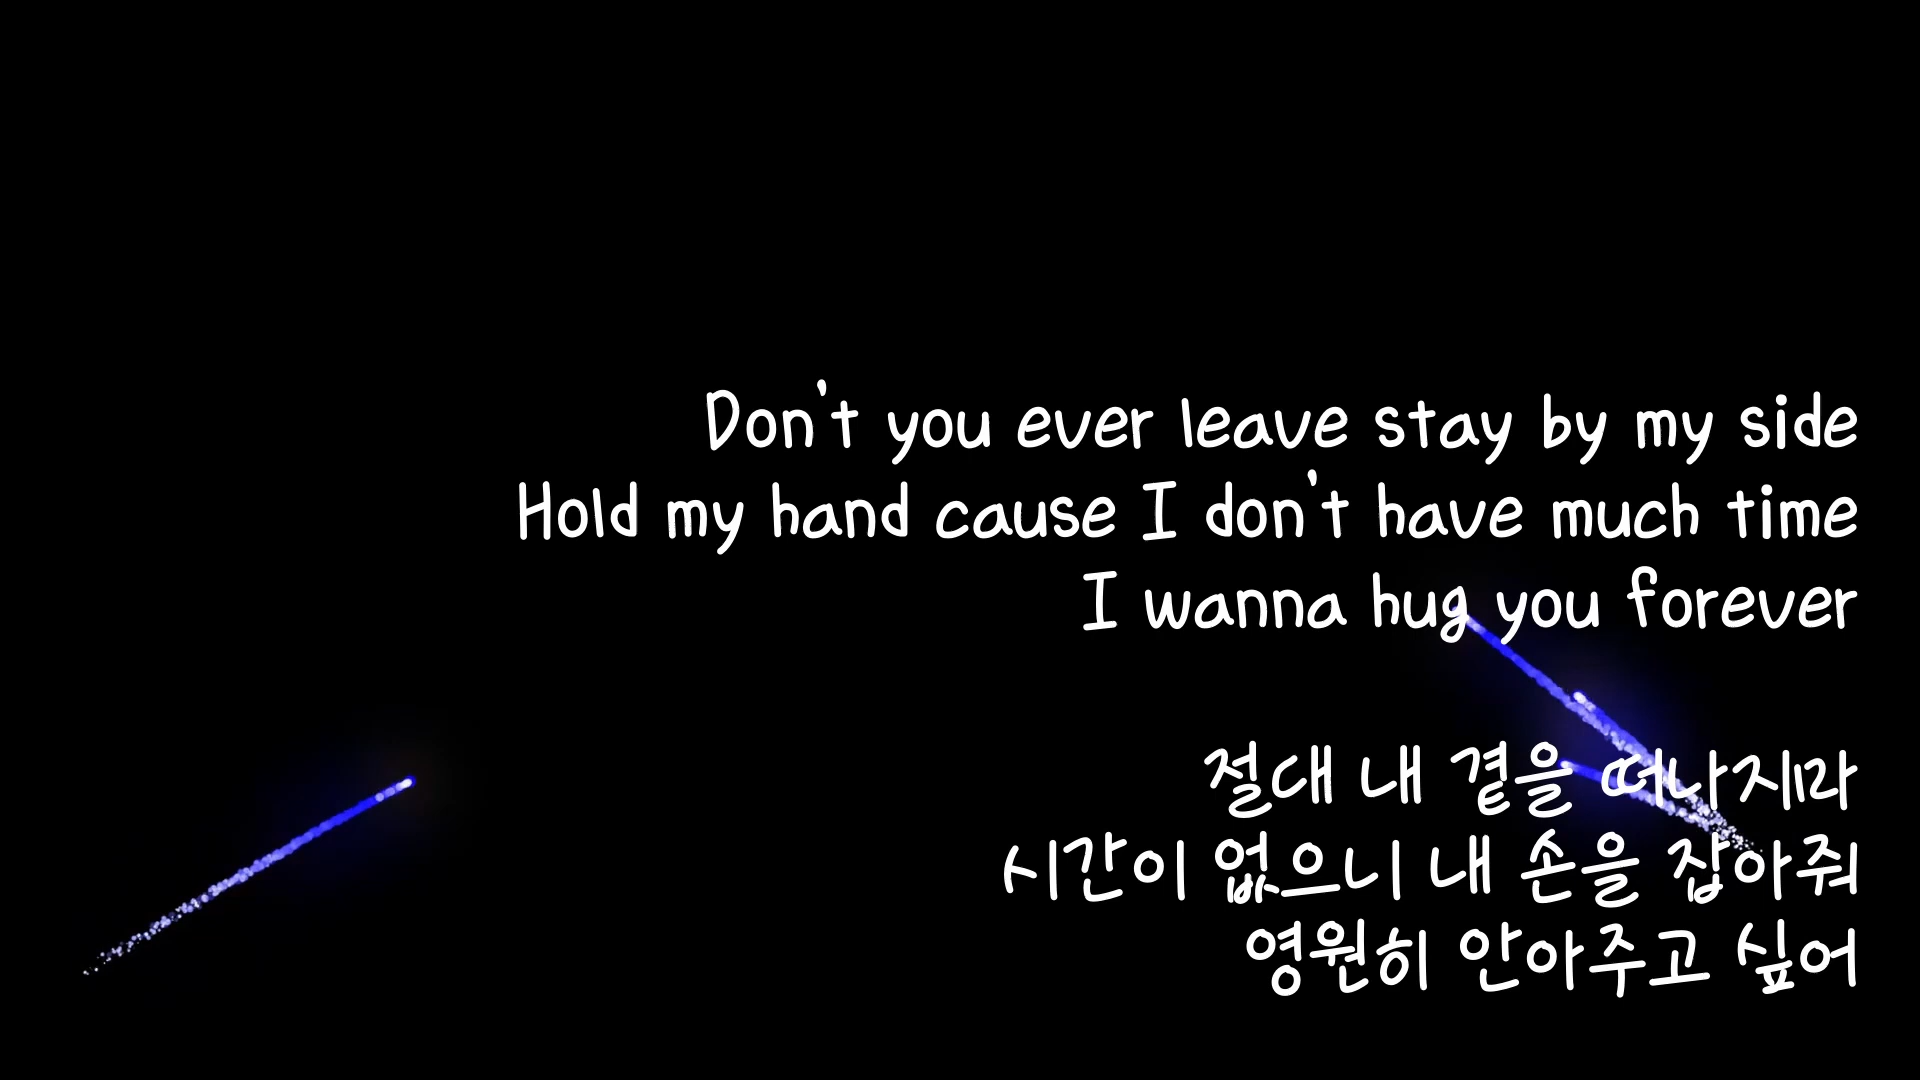 Don't you ever leave stay by my side
Hold my hand cause I don't have much time
I wanna hug you forever
절대 내 곁을 떠나지마
시간이 없으니 내 손을 잡아줘
영원히 안아주고 싶어